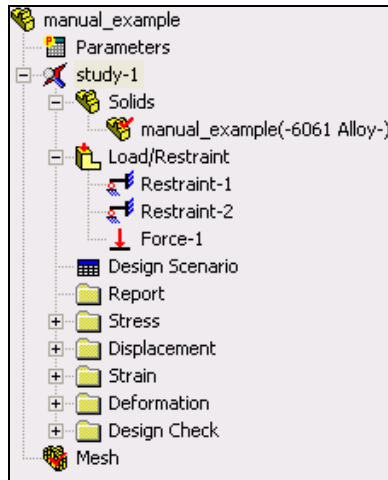 manual_example
Parameters
study-1
Solids
manual_example(-6061 Alloy-)
Load/Restraint
Restraint-1
Restraint-2
Force-1
Design Scenario
Report
Stress
Displacement
Strain
Deformation
Design Check
Mesh